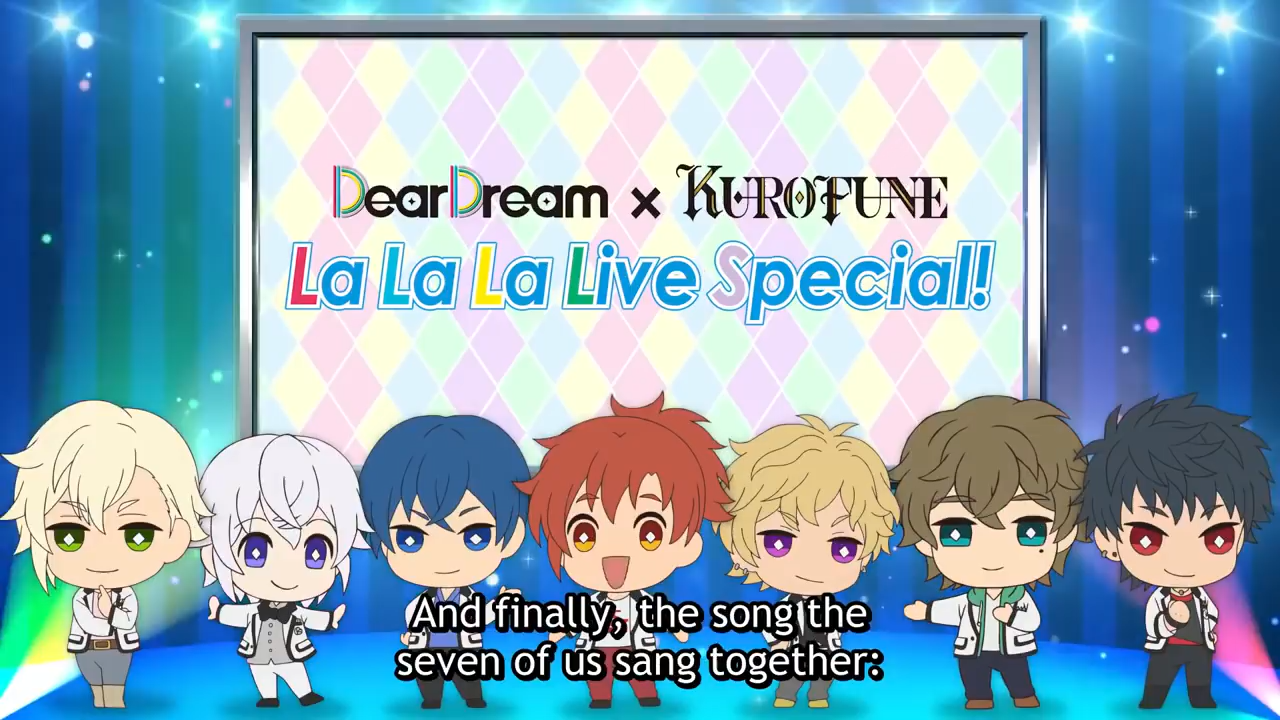 DearDream × KUROFUNE
La La La Live Special!
And finally, the song the
seven of us sang together: